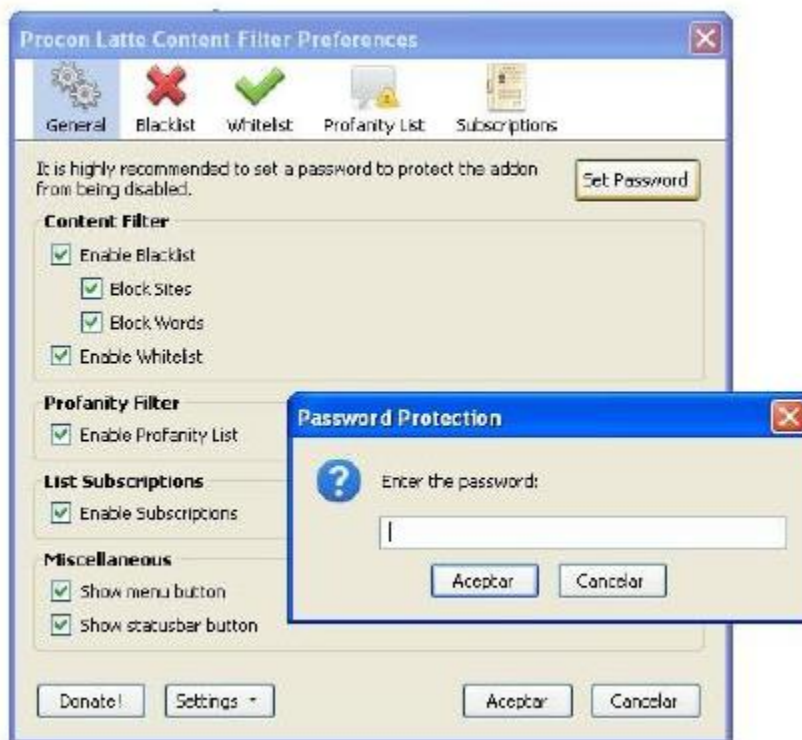 Procon Latte Content Filter Preferences
General Blacklist Whitelist Profanity List Subscriptions
It is highly recommended to set a password to protect the addon
from being disabled.
Set Password
Content Filter
Enable Blacklist
Block Sites
Block Words
Enable Whitelist
Profanity Filter
Enable Profanity List
List Subscriptions
Enable Subscriptions
Miscellaneous
Show menu button
Show statusbar button
Donate! Settings Aceptar Cancelar
Password Protection
Enter the password:
Aceptar Cancelar